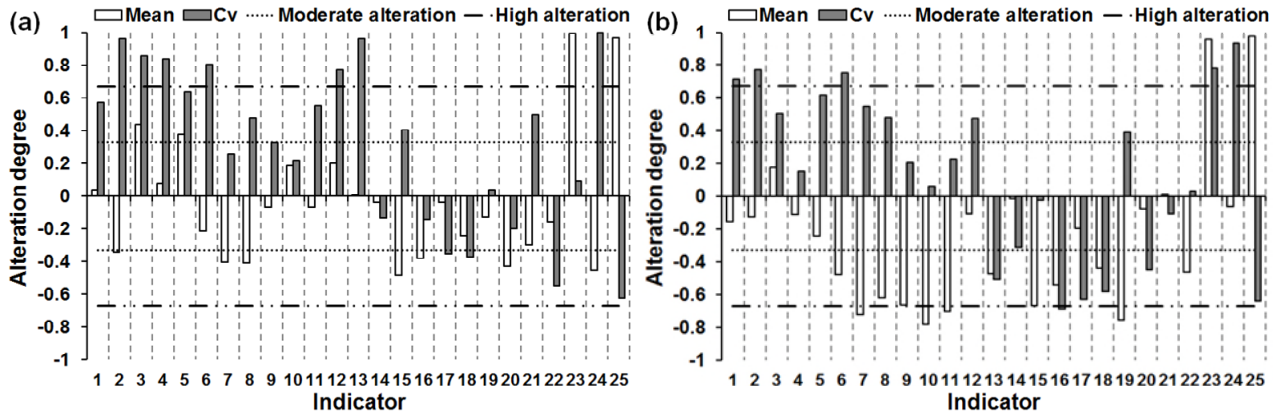 (a) Mean Cv Moderate alteration High alteration
Alteration degree
1
0.8
0.6
0.4
0.2
0
-0.2
-0.4
-0.6
-0.8
-1
1 2 3 4 5 6 7 8 9 10 11 12 13 14 15 16 17 18 19 20 21 22 23 24 25
Indicator
(b) Mean Cv Moderate alteration High alteration
Alteration degree
1
0.8
0.6
0.4
0.2
0
-0.2
-0.4
-0.6
-0.8
-1
1 2 3 4 5 6 7 8 9 10 11 12 13 14 15 16 17 18 19 20 21 22 23 24 25
Indicator